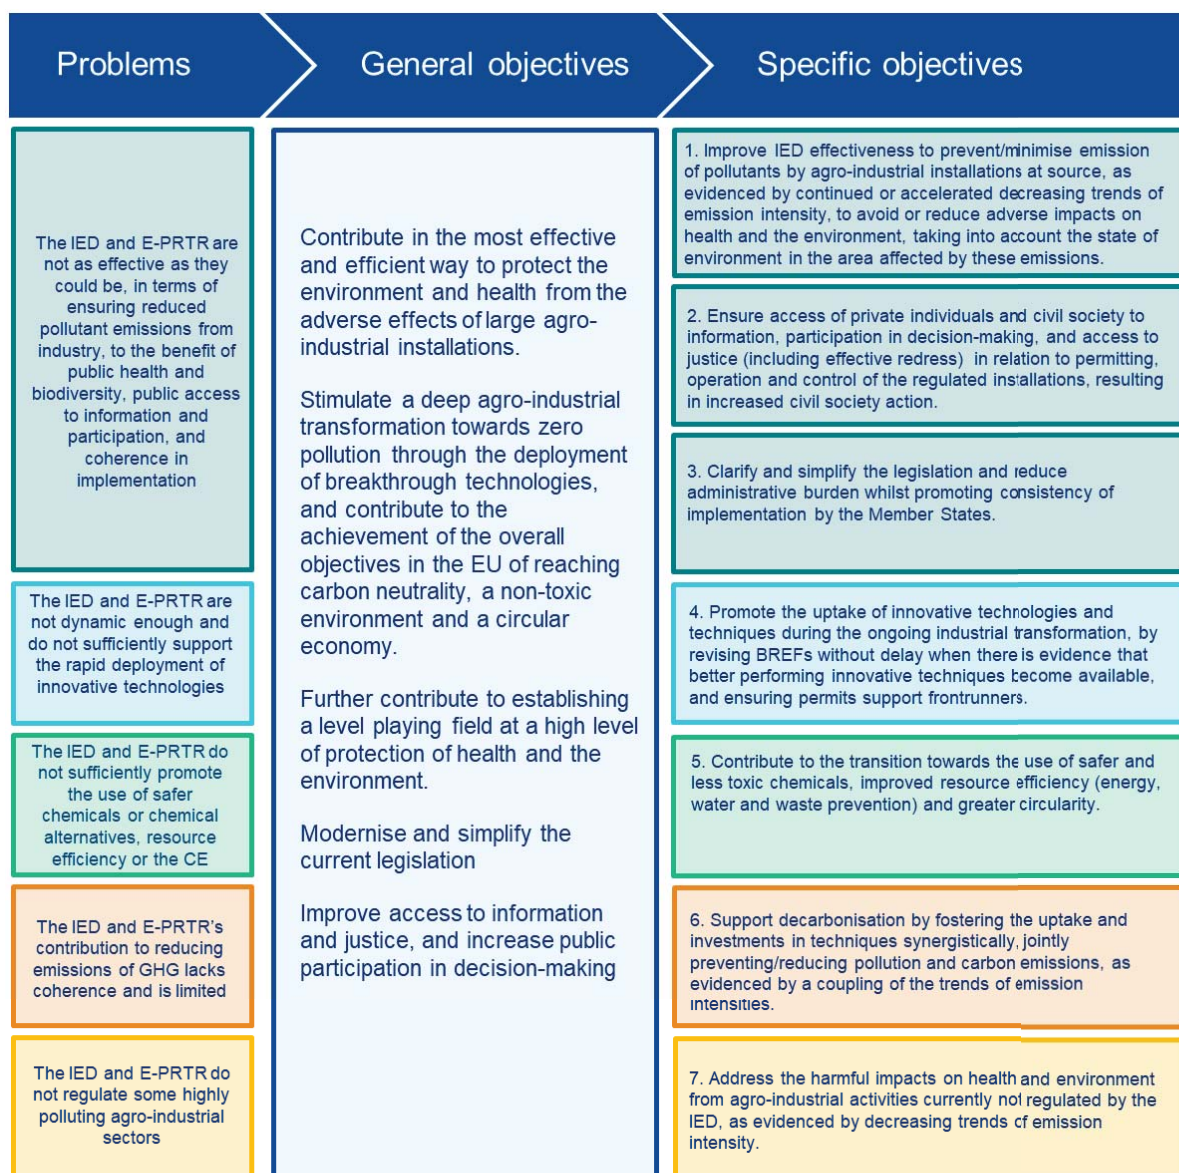 Problems
General objectives
Specific objectives
The IED and E-PRTR are
not as effective as they
could be, in terms of
ensuring reduced
pollutant emissions from
industry, to the benefit of
public health and
biodiversity, public access
to information and
participation, and
coherence in
implementation
The IED and E-PRTR are
not dynamic enough and
do not sufficiently support
the rapid deployment of
innovative technologies
The IED and E-PRTR do
not sufficiently promote
the use of safer
chemicals or chemical
alternatives, resource
efficiency or the CE
The IED and E-PRTR's
contribution to reducing
emissions of GHG lacks
coherence and is limited
The IED and E-PRTR do
not regulate some highly
polluting agro-industrial
sectors
Contribute in the most effective
and efficient way to protect the
environment and health from the
adverse effects of large agro-
industrial installations.
Stimulate a deep agro-industrial
transformation towards zero
pollution through the deployment
of breakthrough technologies,
and contribute to the
achievement of the overall
objectives in the EU of reaching
carbon neutrality, a non-toxic
environment and a circular
economy.
Further contribute to establishing
a level playing field at a high level
of protection of health and the
environment.
Modernise and simplify the
current legislation
Improve access to information
and justice, and increase public
participation in decision-making
1. Improve IED effectiveness to prevent/minimise emission
of pollutants by agro-industrial installations at source, as
evidenced by continued or accelerated decreasing trends of
emission intensity, to avoid or reduce adverse impacts on
health and the environment, taking into account the state of
environment in the area affected by these emissions.
2. Ensure access of private individuals and civil society to
information, participation in decision-making, and access to
justice (including effective redress) in relation to permitting,
operation and control of the regulated installations, resulting
in increased civil society action.
3. Clarify and simplify the legislation and reduce
administrative burden whilst promoting consistency of
implementation by the Member States.
4. Promote the uptake of innovative technologies and
techniques during the ongoing industrial transformation, by
revising BREFs without delay when there is evidence that
better performing innovative techniques become available,
and ensuring permits support frontrunners.
5. Contribute to the transition towards the use of safer and
less toxic chemicals, improved resource efficiency (energy,
water and waste prevention) and greater circularity.
6. Support decarbonisation by fostering the uptake and
investments in techniques synergistically, jointly
preventing/reducing pollution and carbon emissions, as
evidenced by a coupling of the trends of emission
intensities.
7. Address the harmful impacts on health and environment
from agro-industrial activities currently not regulated by the
IED, as evidenced by decreasing trends of emission
intensity.